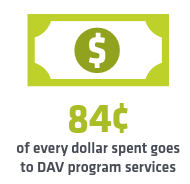 $
84¢
of every dollar spent goes
to DAV program services